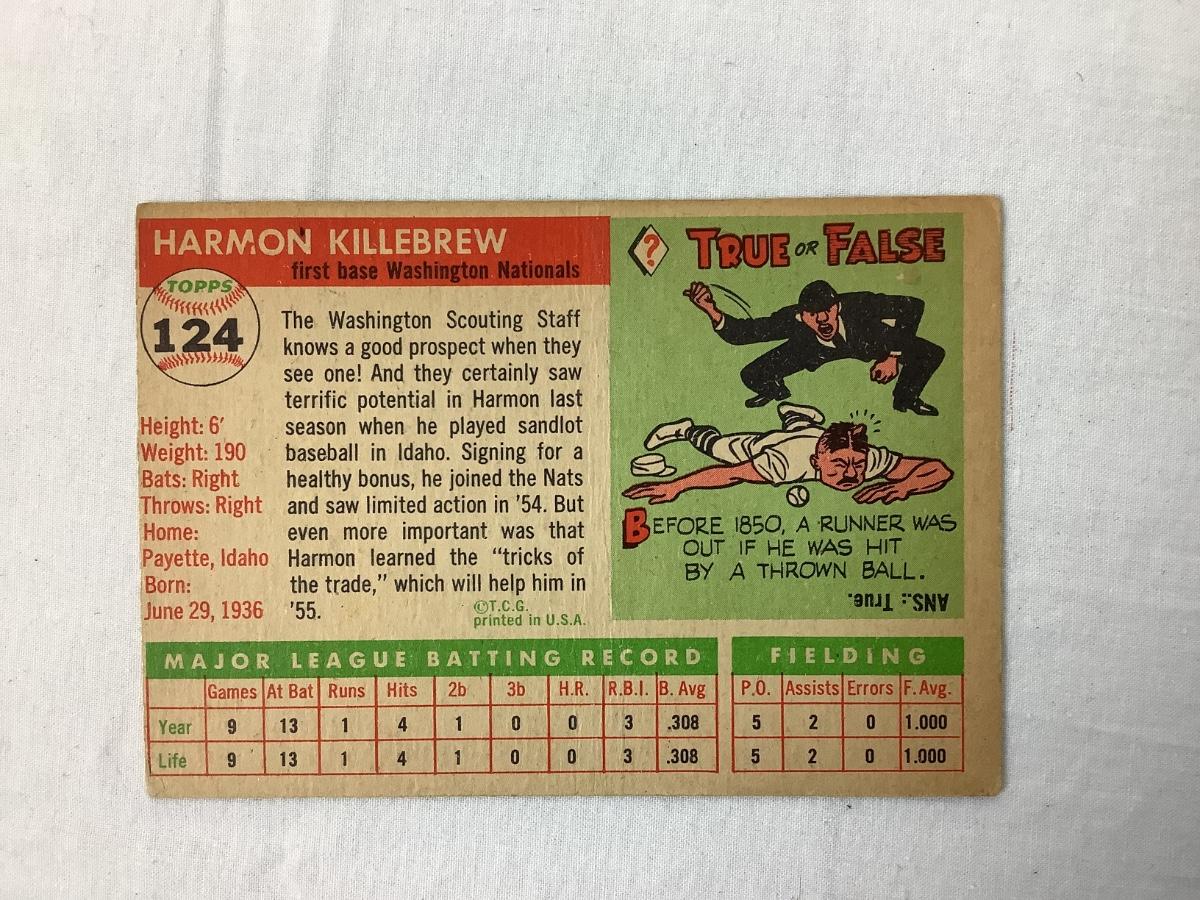 HARMON KILLEBREW
first base Washington Nationals
TOPPS
124
Height: 6'
Weight: 190
Bats: Right
Throws: Right
Home:
Payette, Idaho
Born:
June 29, 1936
The Washington Scouting Staff
knows a good prospect when they
see one! And they certainly saw
terrific potential in Harmon last
season when he played sandlot
baseball in Idaho. Signing for a
healthy bonus, he joined the Nats
and saw limited action in '54. But
even more important was that
Harmon learned the "tricks of
the trade," which will help him in
'55.
©T.C.G.
printed in U.S.A.
? TRUE OR FALSE
BEFORE 1850, A RUNNER WAS
OUT IF HE WAS HIT
BY A THROWN BALL.
ANS.: True.
MAJOR LEAGUE BATTING RECORD
Games At Bat Runs Hits 2b 3b H.R. R.B.I. B. Avg
Year 9 13 1 4 1 0 0 3 .308
Life 9 13 1 4 1 0 0 3 .308
FIELDING
P.O. Assists Errors F. Avg.
5 2 0 1.000
5 2 0 1.000